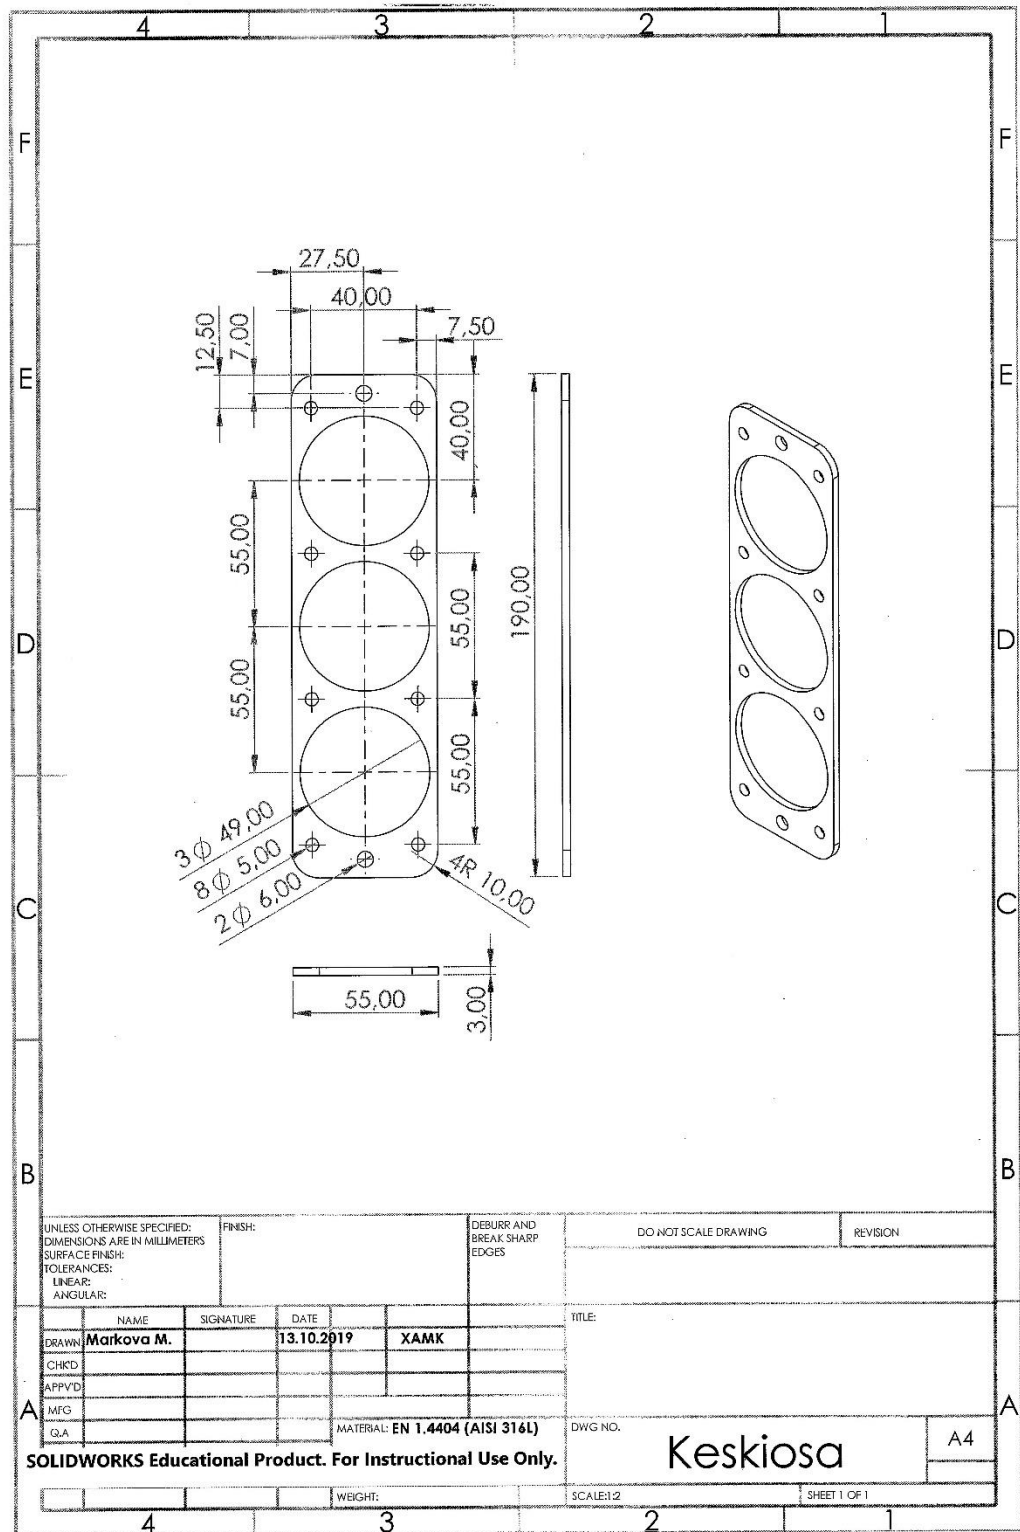 4 3 2 1
F F
27,50
40,00
7,50
12,50
7,00
E E
40,00
55,00
55,00
190,00
D D
55,00
55,00
3 ⌀ 49,00
8 ⌀ 5,00
2 ⌀ 6,00
4R 10,00
C C
55,00
3,00
B B
UNLESS OTHERWISE SPECIFIED:
DIMENSIONS ARE IN MILLIMETERS
SURFACE FINISH:
TOLERANCES:
LINEAR:
ANGULAR:
FINISH:
DEBURR AND
BREAK SHARP
EDGES
DO NOT SCALE DRAWING
REVISION
NAME SIGNATURE DATE
TITLE:
DRAWN Markova M. 13.10.2019 XAMK
CHK'D
APPV'D
MFG
A A
Q.A
MATERIAL: EN 1.4404 (AISI 316L)
DWG NO.
Keskiosa
A4
SOLIDWORKS Educational Product. For Instructional Use Only.
WEIGHT:
SCALE:1:2
SHEET 1 OF 1
4 3 2 1